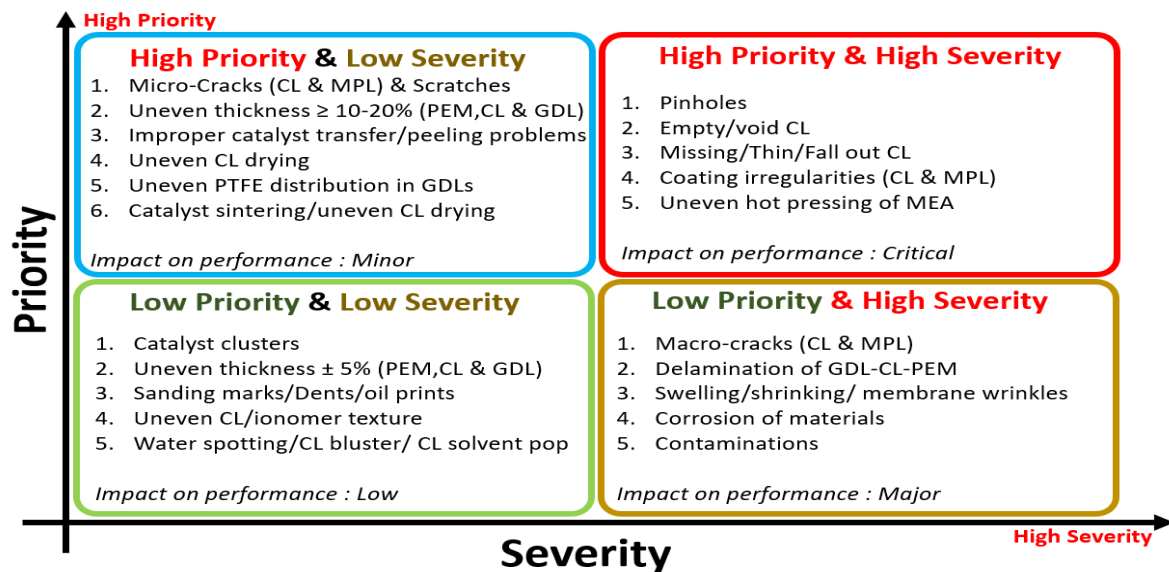 High Priority
High Priority & Low Severity
1. Micro-Cracks (CL & MPL) & Scratches
2. Uneven thickness ≥ 10-20% (PEM,CL & GDL)
3. Improper catalyst transfer/peeling problems
4. Uneven CL drying
5. Uneven PTFE distribution in GDLs
6. Catalyst sintering/uneven CL drying
Impact on performance : Minor
High Priority & High Severity
1. Pinholes
2. Empty/void CL
3. Missing/Thin/Fall out CL
4. Coating irregularities (CL & MPL)
5. Uneven hot pressing of MEA
Impact on performance : Critical
Priority
Low Priority & Low Severity
1. Catalyst clusters
2. Uneven thickness ± 5% (PEM,CL & GDL)
3. Sanding marks/Dents/oil prints
4. Uneven CL/ionomer texture
5. Water spotting/CL bluster/ CL solvent pop
Impact on performance : Low
Low Priority & High Severity
1. Macro-cracks (CL & MPL)
2. Delamination of GDL-CL-PEM
3. Swelling/shrinking/ membrane wrinkles
4. Corrosion of materials
5. Contaminations
Impact on performance : Major
Severity
High Severity